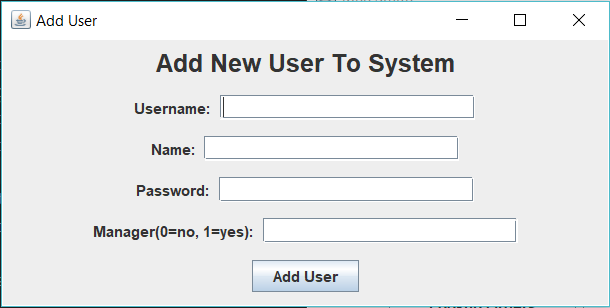 Add User
Add New User To System
Username:
Name:
Password:
Manager(0=no, 1=yes):
Add User